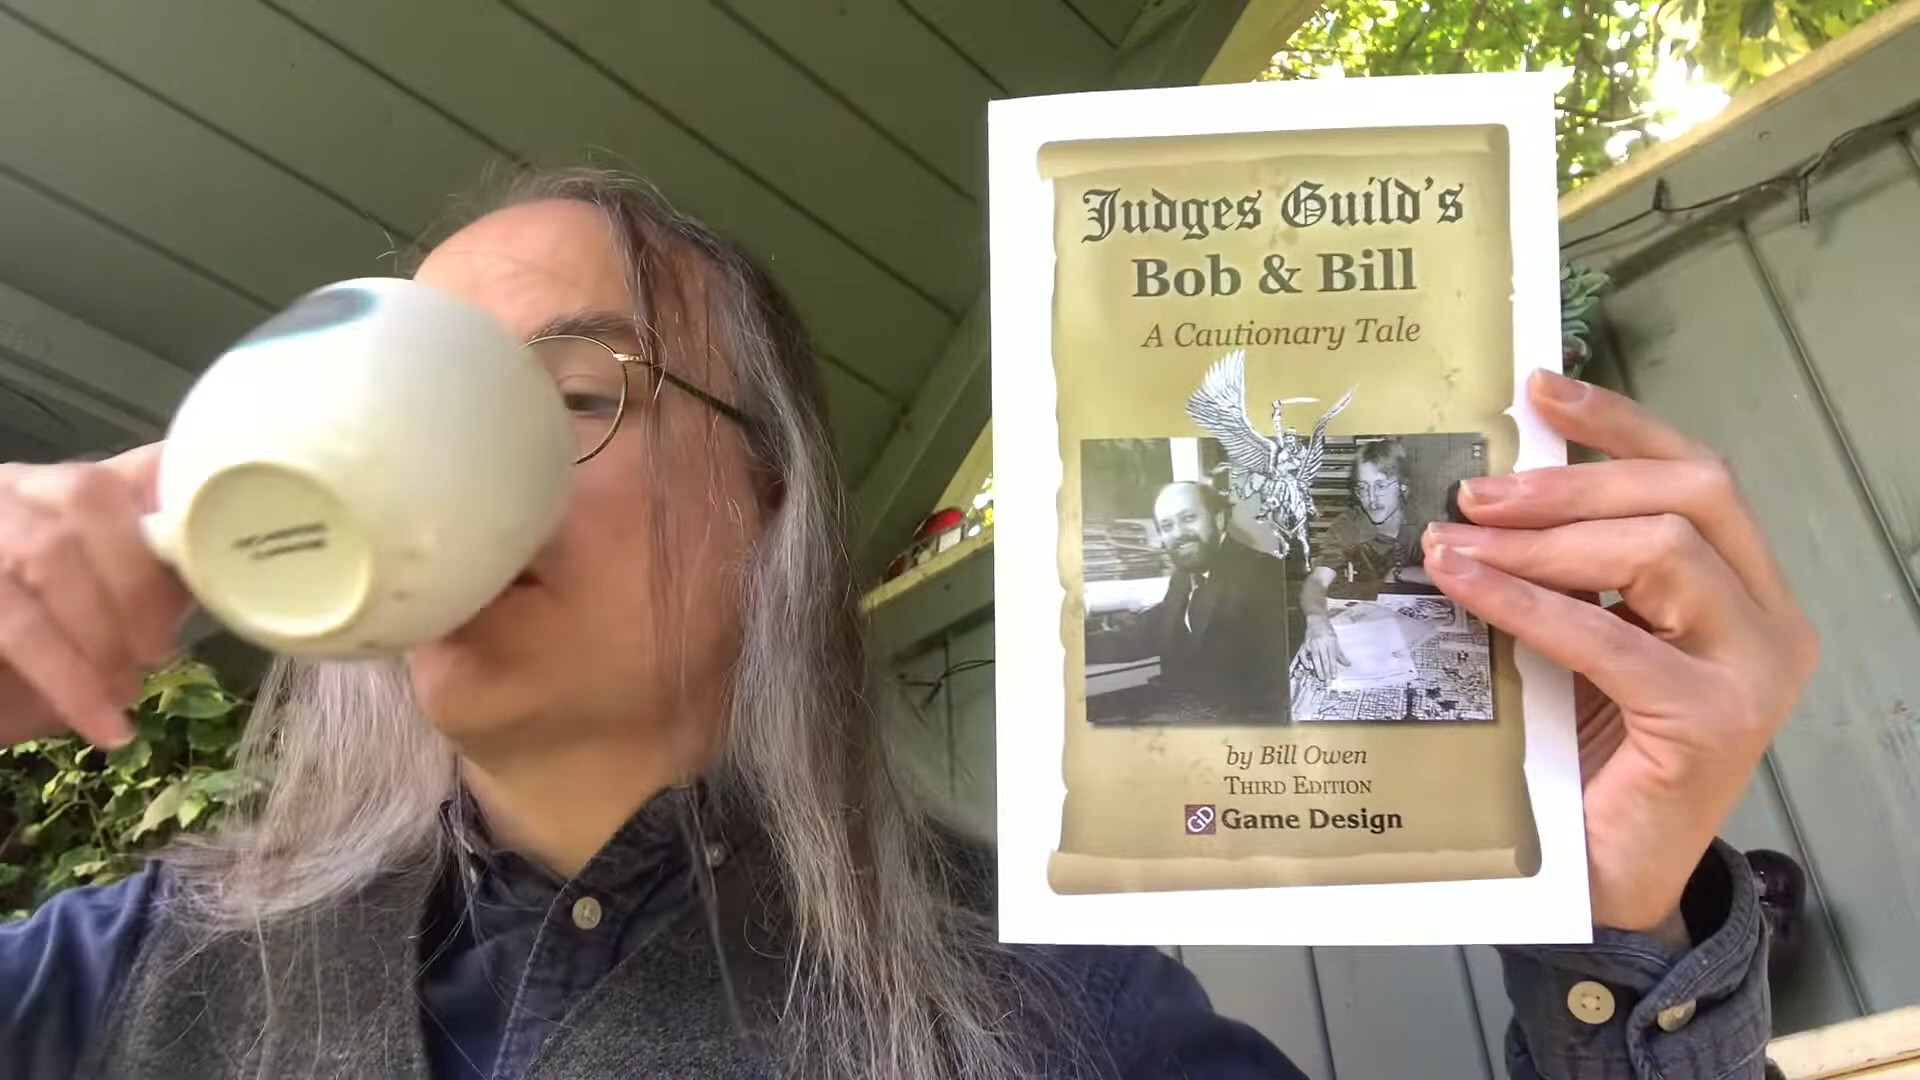 Judges Guild's
Bob & Bill
A Cautionary Tale
by Bill Owen
THIRD EDITION
GD Game Design